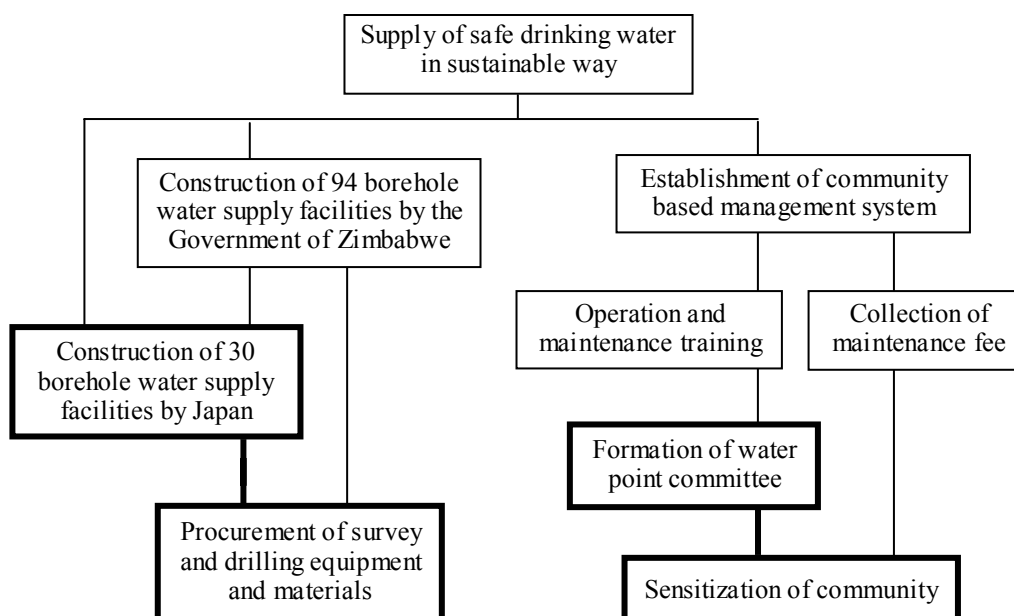 Supply of safe drinking water
in sustainable way
Construction of 94 borehole
water supply facilities by the
Government of Zimbabwe
Establishment of community
based management system
Operation and
maintenance training
Collection of
maintenance fee
Construction of 30
borehole water supply
facilities by Japan
Formation of water
point committee
Procurement of survey
and drilling equipment
and materials
Sensitization of community